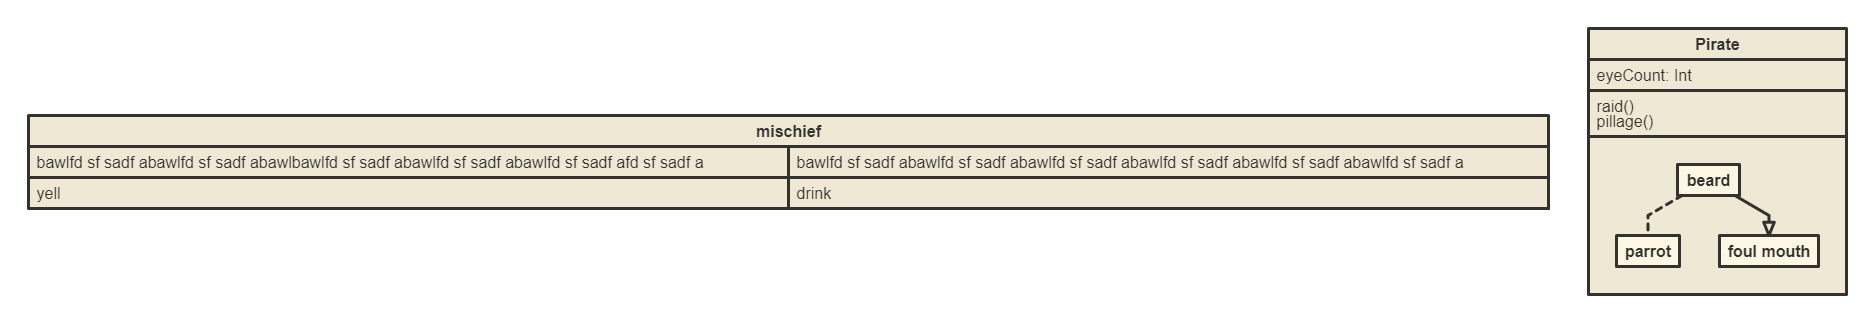 mischief
bawlfd sf sadf abawlfd sf sadf abawlbawlfd sf sadf abawlfd sf sadf abawlfd sf sadf afd sf sadf a
bawlfd sf sadf abawlfd sf sadf abawlfd sf sadf abawlfd sf sadf abawlfd sf sadf abawlfd sf sadf a
yell
drink
Pirate
eyeCount: Int
raid()
pillage()
beard
parrot
foul mouth